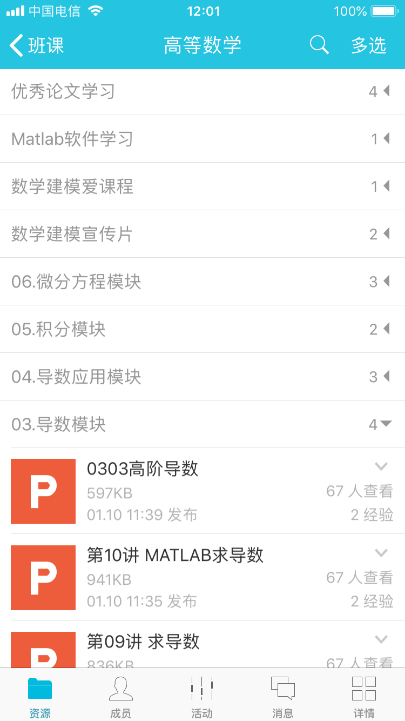 中国电信 12:01 100%
班课 高等数学 多选
优秀论文学习 4
Matlab软件学习 1
数学建模爱课程 1
数学建模宣传片 2
06.微分方程模块 3
05.积分模块 2
04.导数应用模块 3
03.导数模块 4
P
0303高阶导数
597KB 67 人查看
01.10 11:39 发布 2 经验
P
第10讲 MATLAB求导数
941KB 67 人查看
01.10 11:35 发布 2 经验
P
第09讲 求导数
836KB 67 人查看
资源 成员 活动 消息 详情